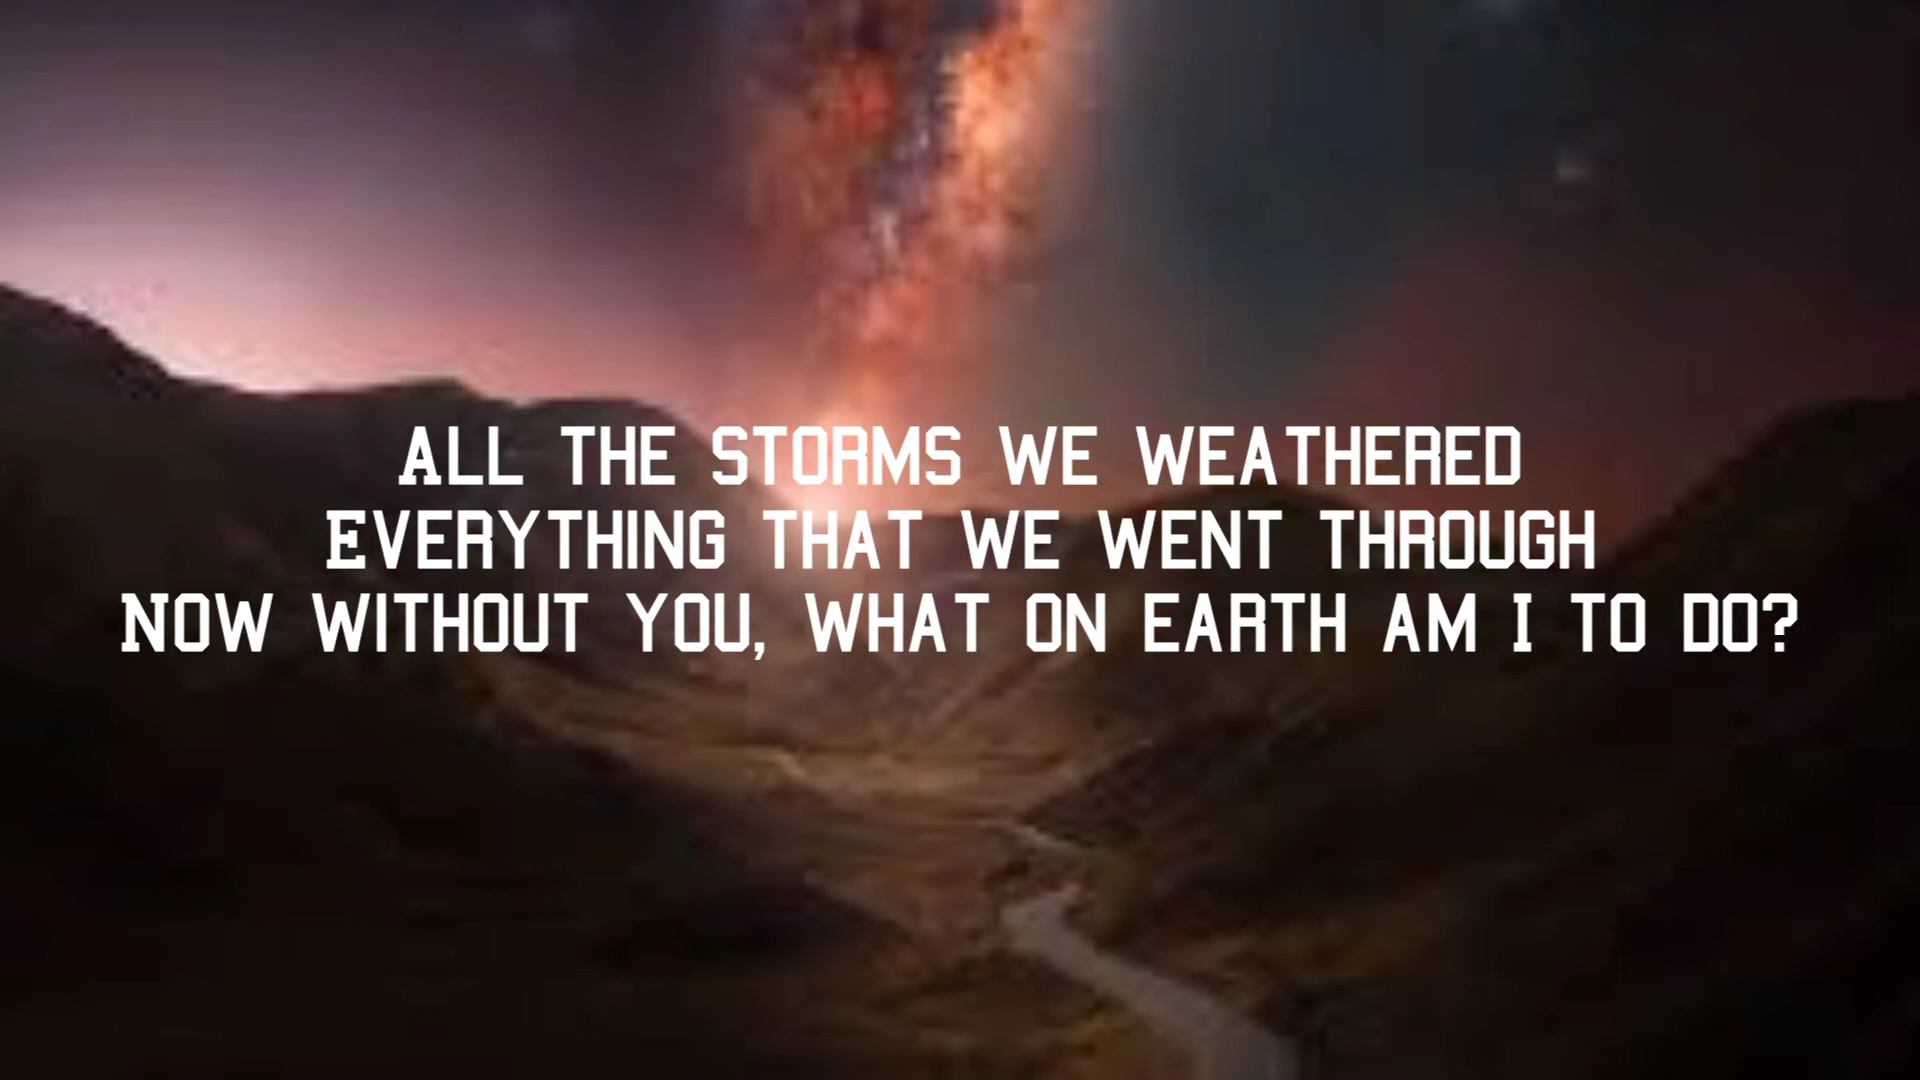 ALL THE STORMS WE WEATHERED
EVERYTHING THAT WE WENT THROUGH
NOW WITHOUT YOU, WHAT ON EARTH AM I TO DO?